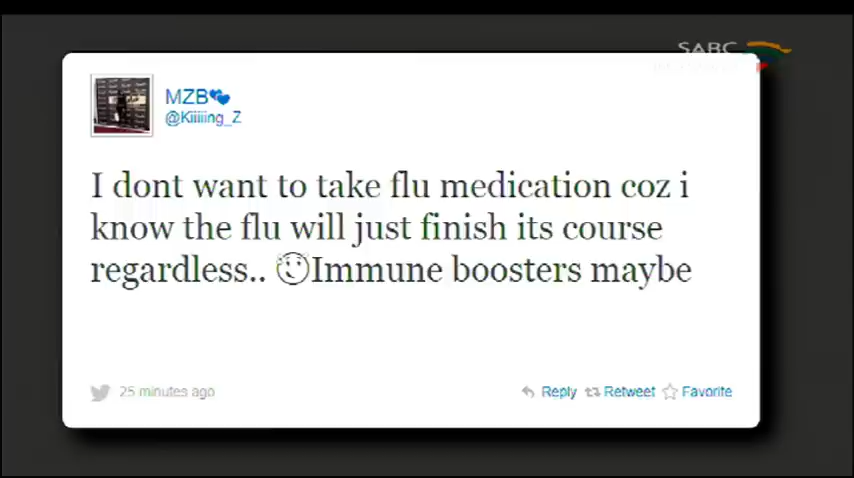 SABC
MZB💙
@Kiiiiing_Z
I dont want to take flu medication coz i
know the flu will just finish its course
regardless.. Immune boosters maybe
25 minutes ago
Reply Retweet Favorite